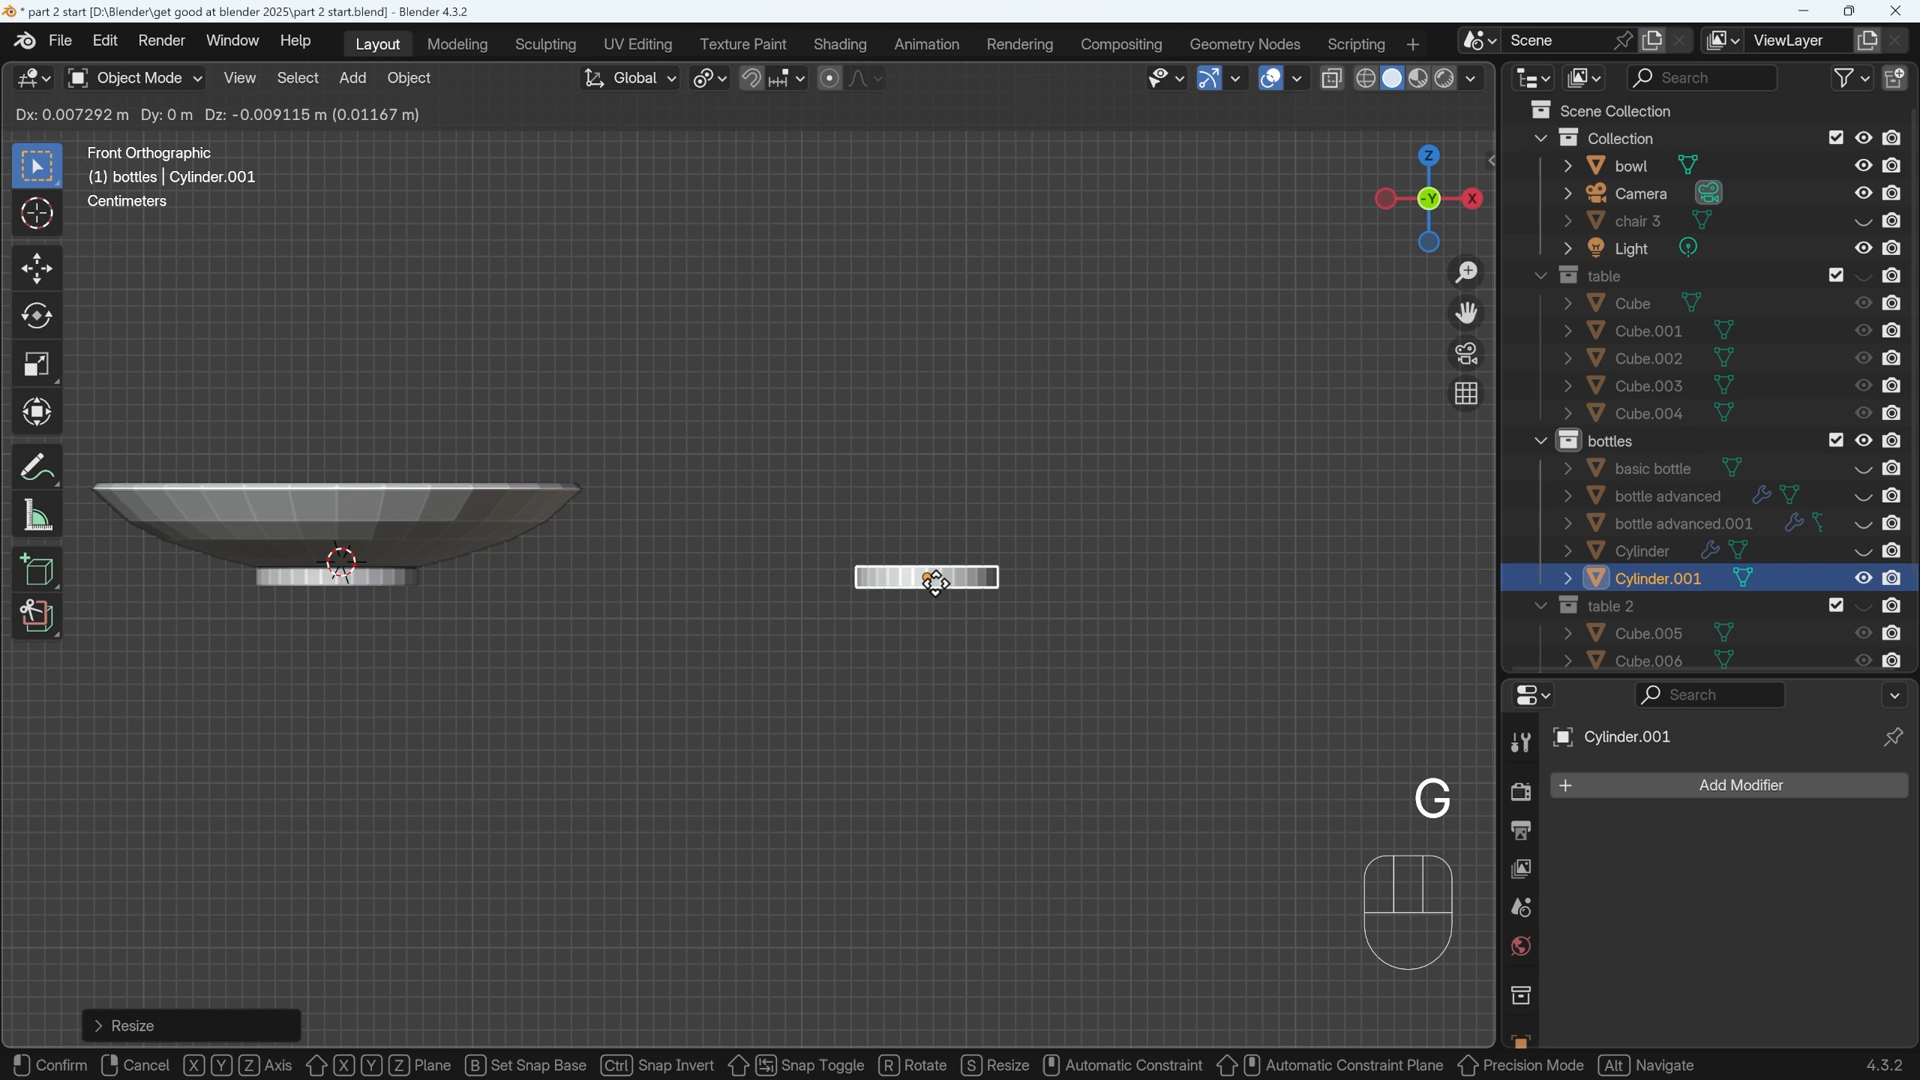 * part 2 start [D:\Blender\get good at blender 2025\part 2 start.blend] - Blender 4.3.2
File Edit Render Window Help Layout Modeling Sculpting UV Editing Texture Paint Shading Animation Rendering Compositing Geometry Nodes Scripting + Scene ViewLayer
Object Mode View Select Add Object Global Search
Dx: 0.007292 m Dy: 0 m Dz: -0.009115 m (0.01167 m)
Front Orthographic
(1) bottles | Cylinder.001
Centimeters
Z
-Y
X
Scene Collection
Collection
bowl
Camera
chair 3
Light
table
Cube
Cube.001
Cube.002
Cube.003
Cube.004
bottles
basic bottle
bottle advanced
bottle advanced.001
Cylinder
Cylinder.001
table 2
Cube.005
Cube.006
Search
Cylinder.001
+ Add Modifier
G
Resize
Confirm Cancel X Y Z Axis X Y Z Plane B Set Snap Base Ctrl Snap Invert Snap Toggle R Rotate S Resize Automatic Constraint Automatic Constraint Plane Precision Mode Alt Navigate 4.3.2